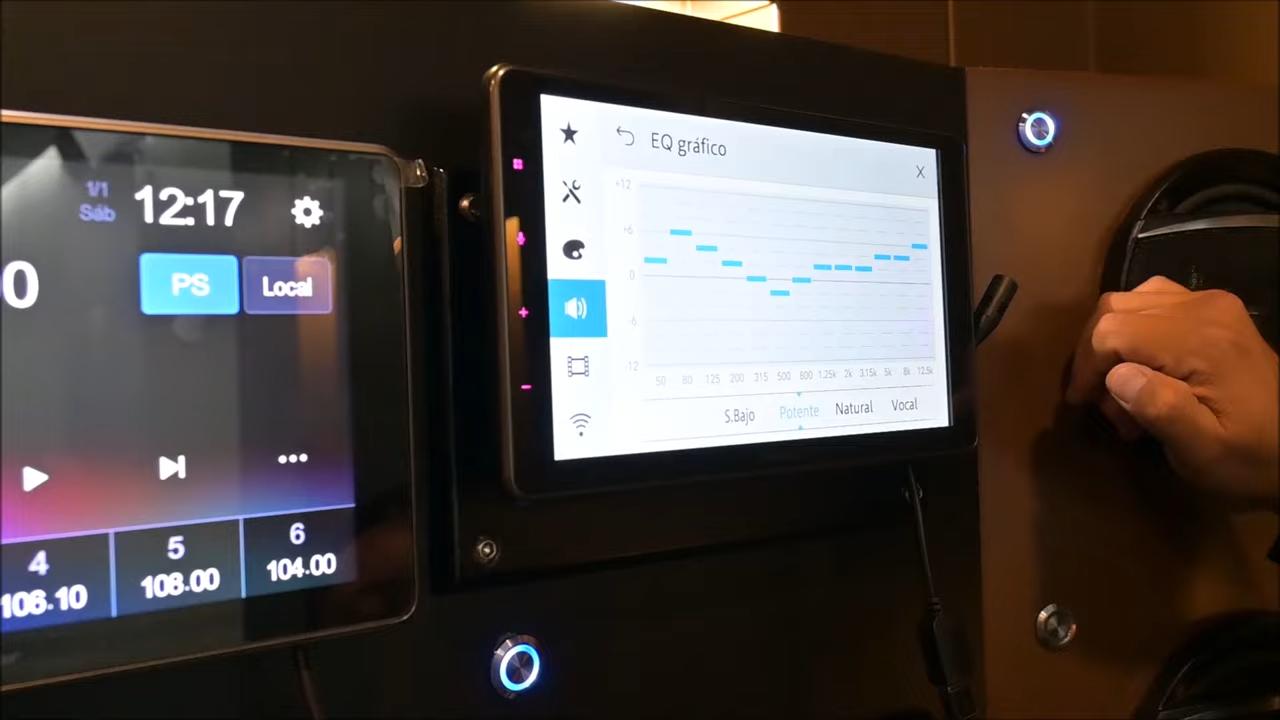 1/1
Sáb
12:17
0
PS
Local
4
5
6
106.10
108.00
104.00
EQ gráfico
X
+12
+6
0
-6
-12
50 80 125 200 315 500 800 1.25k 2k 3.15k 5k 8k 12.5k
S.Bajo Potente Natural Vocal